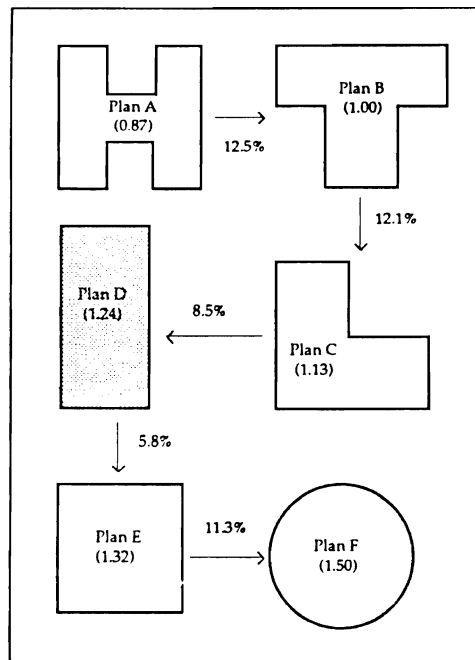 Plan A
(0.87)
12.5%
Plan B
(1.00)
12.1%
Plan D
(1.24)
8.5%
Plan C
(1.13)
5.8%
Plan E
(1.32)
11.3%
Plan F
(1.50)